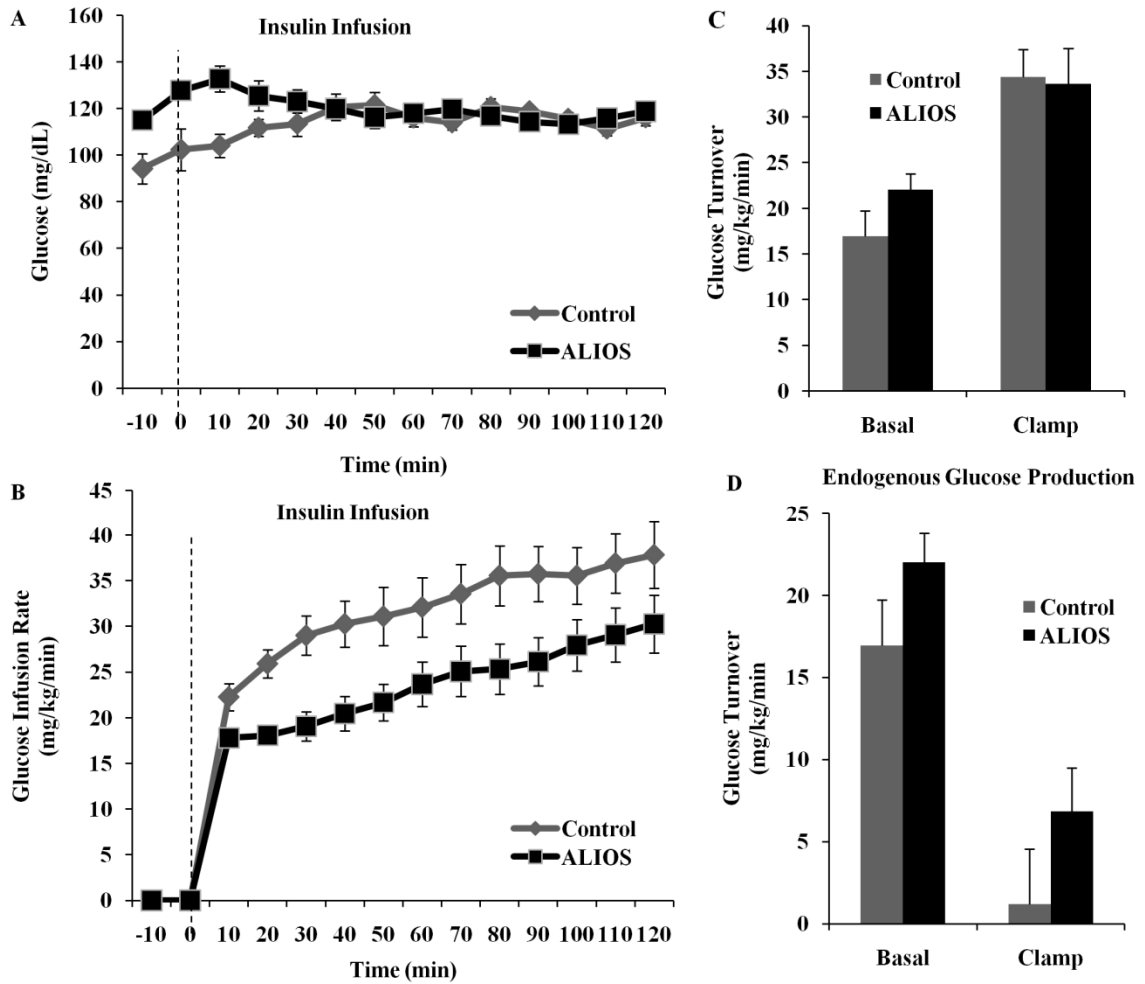 A
Insulin Infusion
Glucose (mg/dL)
160
140
120
100
80
60
40
20
0
Control
ALIOS
-10 0 10 20 30 40 50 60 70 80 90 100 110 120
Time (min)
B
Insulin Infusion
Glucose Infusion Rate
(mg/kg/min)
45
40
35
30
25
20
15
10
5
0
Control
ALIOS
-10 0 10 20 30 40 50 60 70 80 90 100 110 120
Time (min)
C
Glucose Turnover
(mg/kg/min)
40
35
30
25
20
15
10
5
0
Control
ALIOS
Basal Clamp
D
Endogenous Glucose Production
Glucose Turnover
(mg/kg/min
25
20
15
10
5
0
Control
ALIOS
Basal Clamp